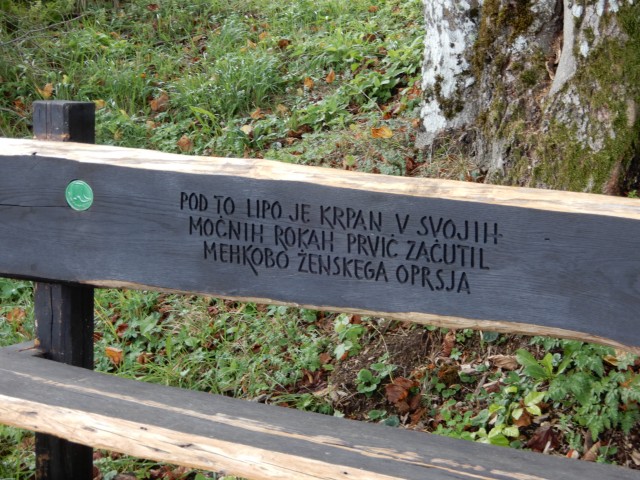 POD TO LIPO JE KRPAN V SVOJIH
MOČNIH ROKAH PRVIČ ZAČUTIL
MEHKOBO ŽENSKEGA OPRSJA